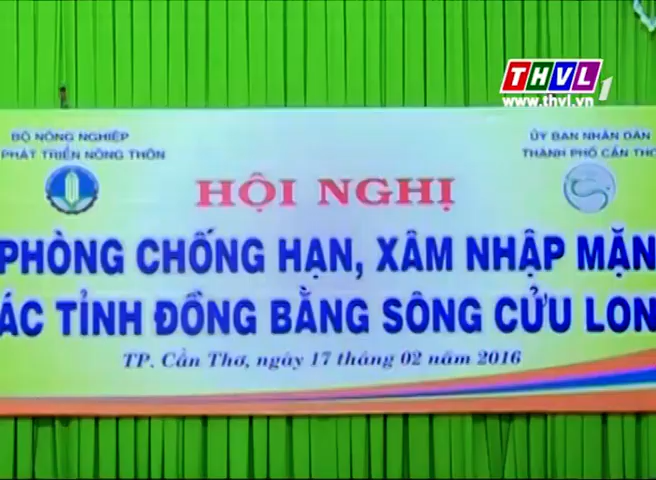 THVL1
www.thvl.vn
BỘ NÔNG NGHIỆP
PHÁT TRIỂN NÔNG THÔN
ỦY BAN NHÂN DÂN
THÀNH PHỐ CẦN THƠ
HỘI NGHỊ
PHÒNG CHỐNG HẠN, XÂM NHẬP MẶN
ÁC TỈNH ĐỒNG BẰNG SÔNG CỬU LON
TP. Cần Thơ, ngày 17 tháng 02 năm 2016